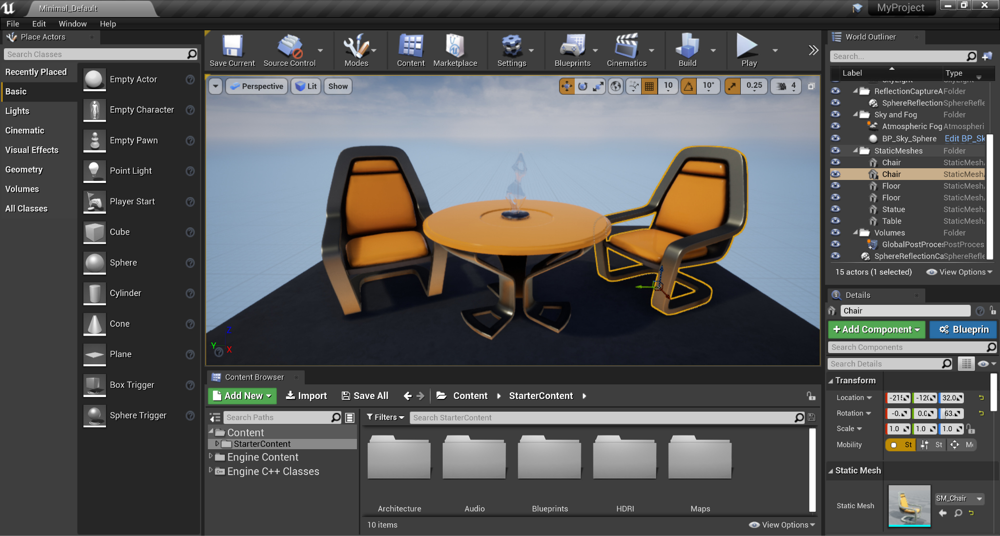 Minimal_Default
MyProject
File Edit Window Help
Place Actors
Search Classes
Recently Placed
Basic
Lights
Cinematic
Visual Effects
Geometry
Volumes
All Classes
Empty Actor
Empty Character
Empty Pawn
Point Light
Player Start
Cube
Sphere
Cylinder
Cone
Plane
Box Trigger
Sphere Trigger
Save Current Source Control Modes Content Marketplace Settings Blueprints Cinematics Build Play
Perspective Lit Show 10 10° 0.25 4
Z
Y X
Content Browser
Add New Import Save All Content StarterContent
Search Paths
Content
StarterContent
Engine Content
Engine C++ Classes
Filters Search StarterContent
Architecture Audio Blueprints HDRI Maps
10 items View Options
World Outliner
Search...
Label Type
ReflectionCaptureA Folder
SphereReflection SphereRefle
Sky and Fog Folder
Atmospheric Fog Atmospheri
BP_Sky_Sphere Edit BP_Sk
StaticMeshes Folder
Chair StaticMesh
Chair StaticMesh
Floor StaticMesh
Floor StaticMesh
Statue StaticMesh
Table StaticMesh
Volumes Folder
GlobalPostProces PostProces
SphereReflectionCa SphereRefle
15 actors (1 selected) View Options
Details
Chair
+Add Component Blueprin
Search Components
Search Details
Transform
Location -215 -120 32.0
Rotation -0. 0.0 63.
Scale 1.0 1.0 1.0
Mobility St St M
Static Mesh
Static Mesh SM_Chair